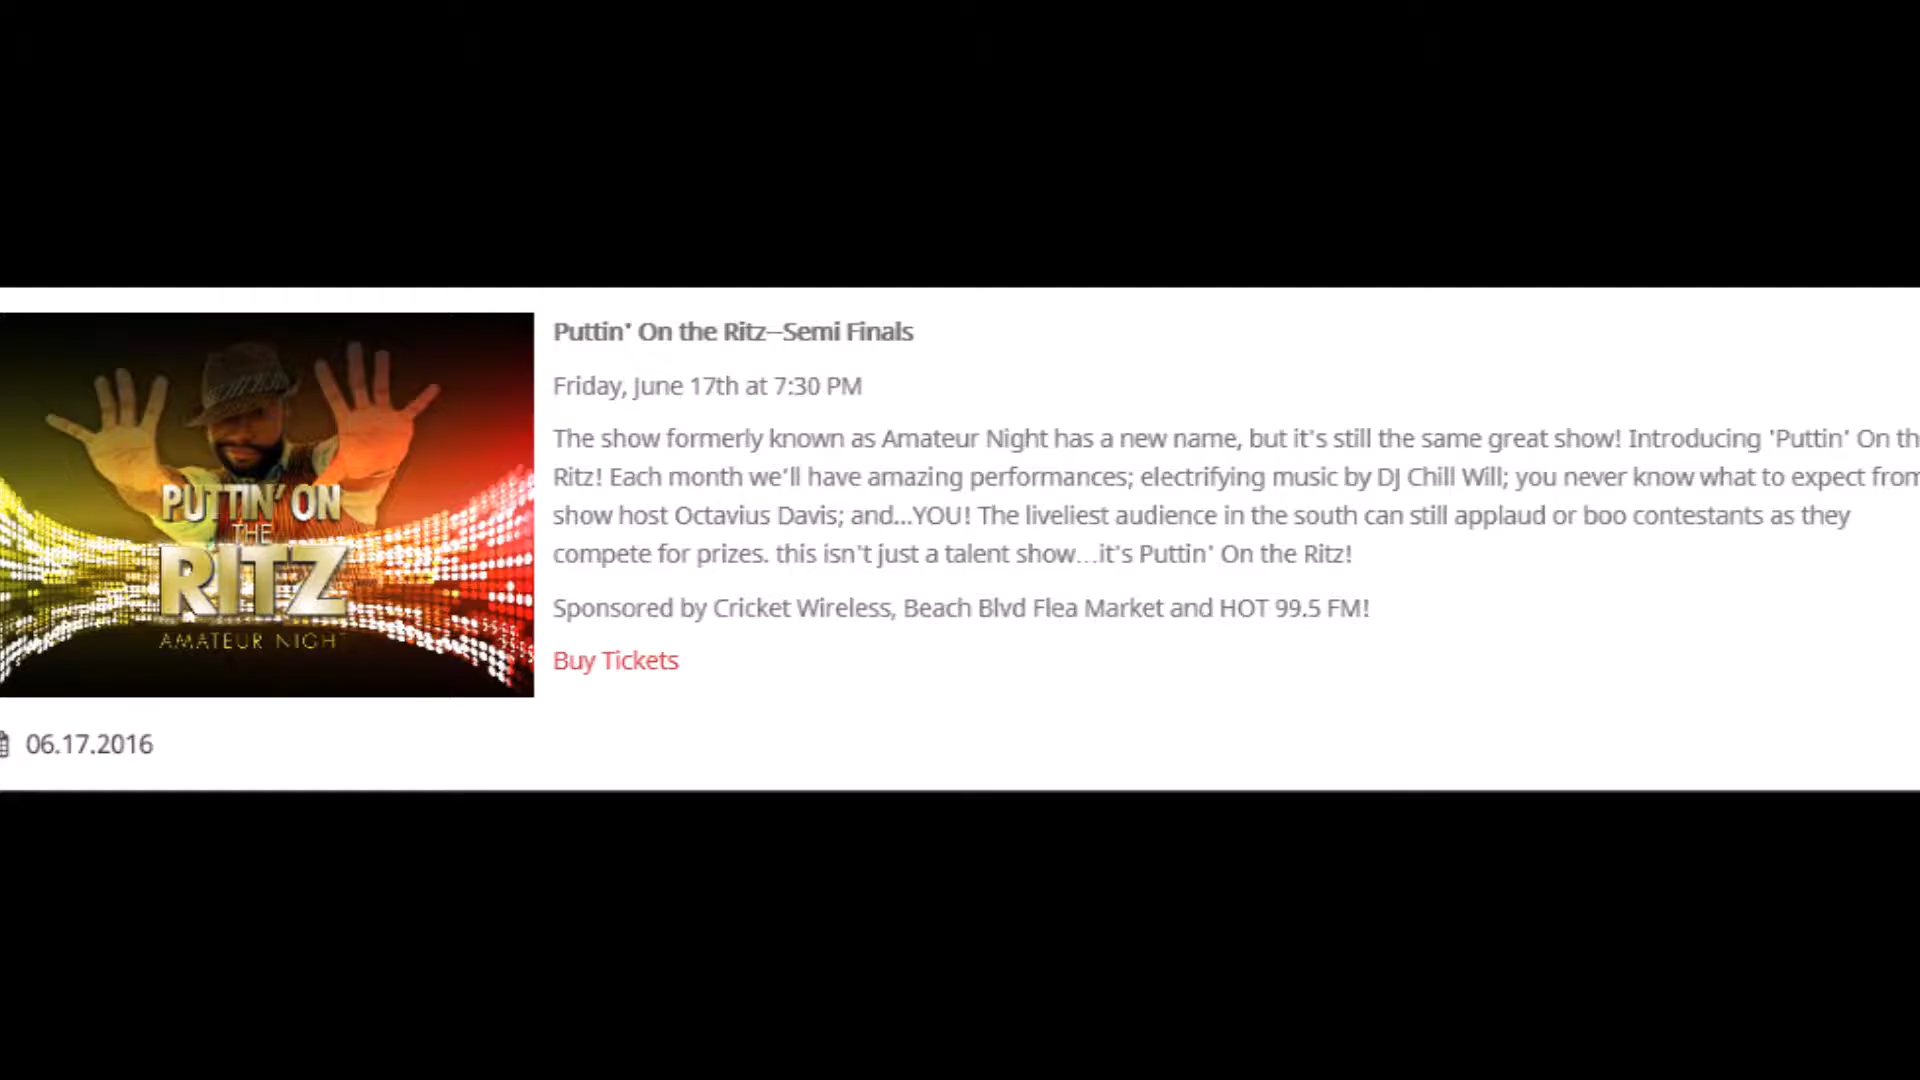 PUTTIN' ON
THE
RITZ
AMATEUR NIGHT
Puttin' On the Ritz--Semi Finals
Friday, June 17th at 7:30 PM
The show formerly known as Amateur Night has a new name, but it's still the same great show! Introducing 'Puttin' On th
Ritz! Each month we'll have amazing performances; electrifying music by DJ Chill Will; you never know what to expect from
show host Octavius Davis; and...YOU! The liveliest audience in the south can still applaud or boo contestants as they
compete for prizes. this isn't just a talent show...it's Puttin' On the Ritz!
Sponsored by Cricket Wireless, Beach Blvd Flea Market and HOT 99.5 FM!
Buy Tickets
06.17.2016